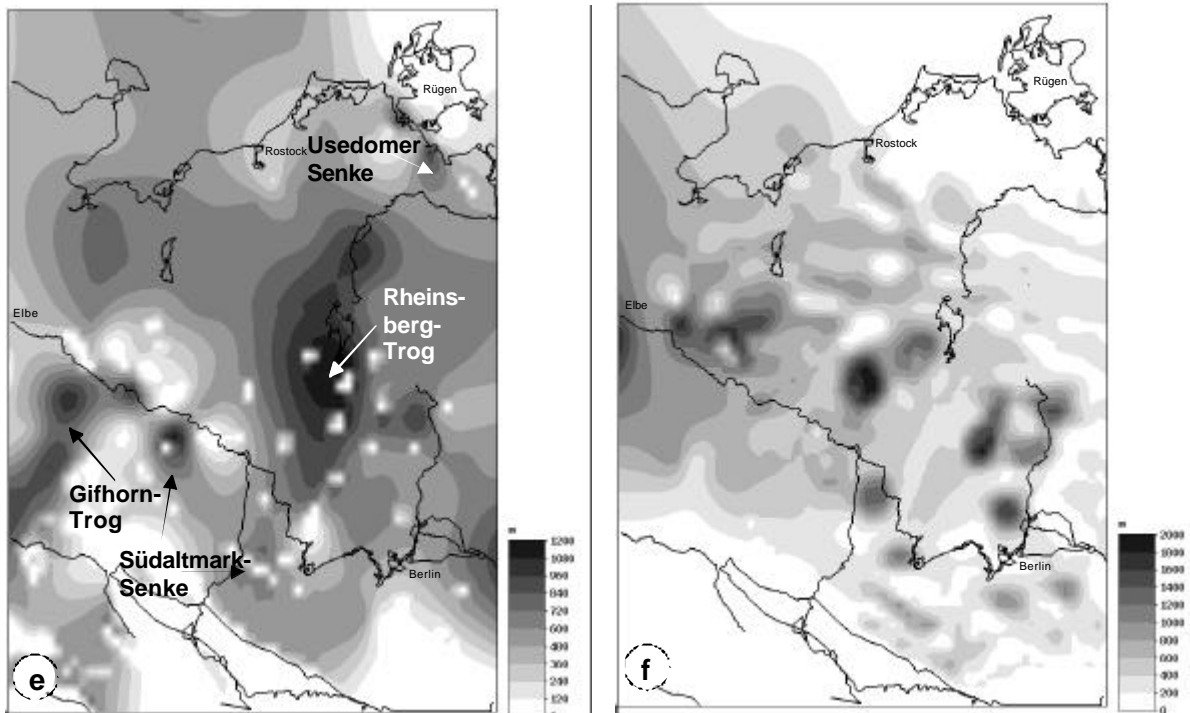 Rügen
Rostock
Usedomer
Senke
Elbe
Rheins-
berg-
Trog
Gifhorn-
Trog
Südaltmark-
Senke
Berlin
m
1200
960
840
720
600
480
360
240
120
0
e
Rügen
Rostock
Elbe
Berlin
m
2000
1800
1600
1400
1200
1000
800
600
400
200
0
f